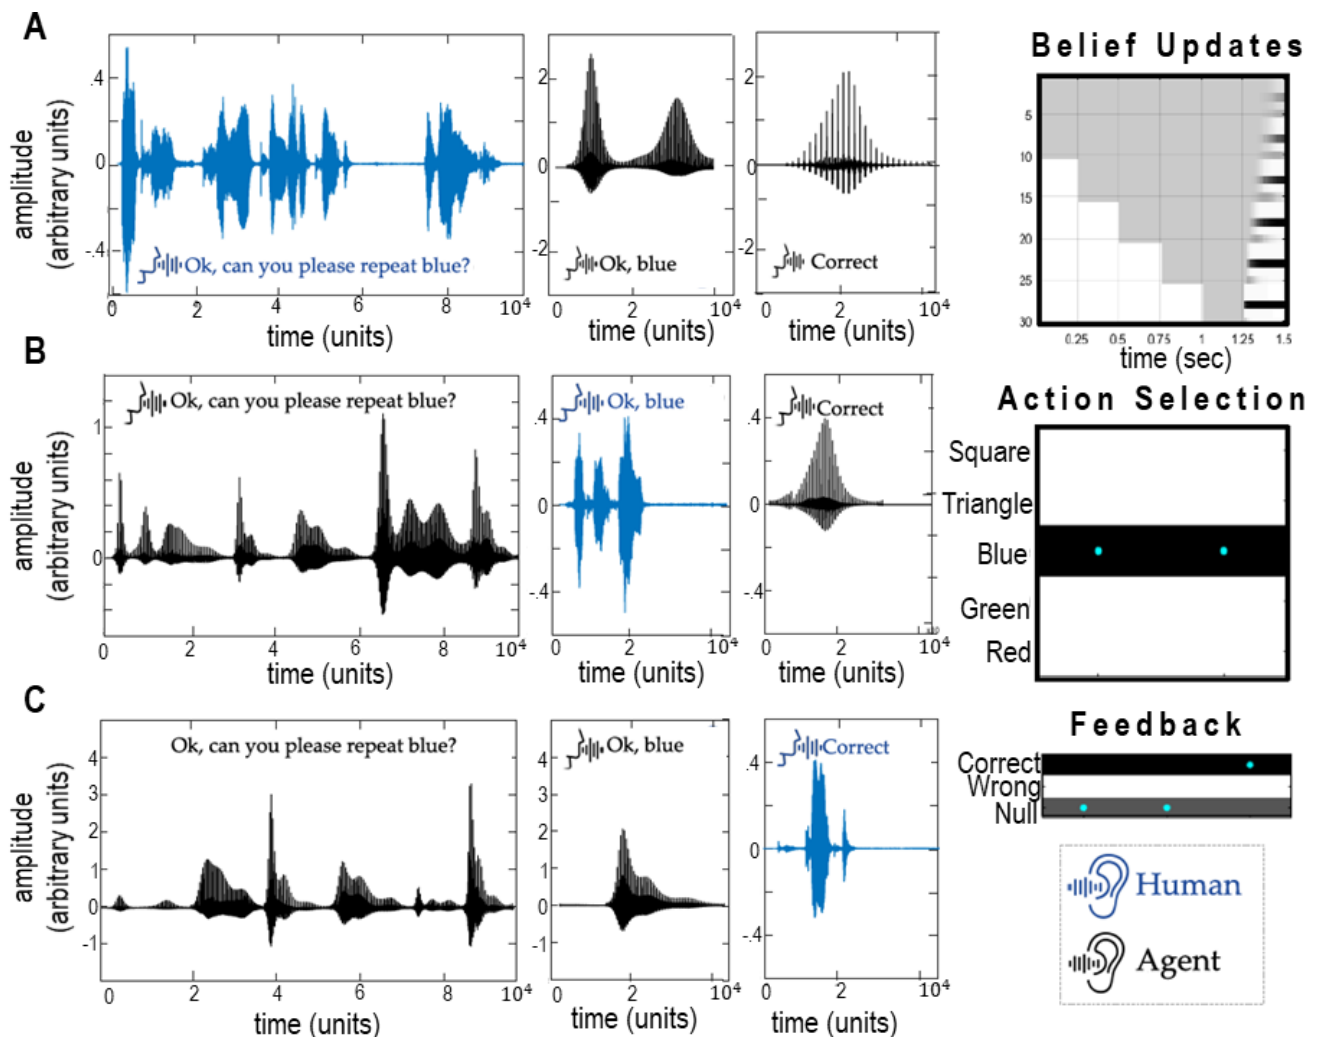 A
amplitude
(arbitrary units)
.4
0
-.4
Ok, can you please repeat blue?
0 2 4 6 8 10⁴
time (units)
2
0
-2
Ok, blue
0 2 10⁴
time (units)
2
0
-2
Correct
0 2 10⁴
time (units)
Belief Updates
5
10
15
20
25
30
0.25 0.5 0.75 1 1.25 1.5
time (sec)
B
amplitude
(arbitrary units)
1
0
Ok, can you please repeat blue?
0 2 4 6 8 10⁴
time (units)
.4
0
-.4
Ok, blue
0 2 10⁴
time (units)
.4
0
-.4
Correct
0 2 10⁴
time (units)
Action Selection
Square
Triangle
Blue
Green
Red
C
amplitude
(arbitrary units)
4
3
2
1
0
-1
Ok, can you please repeat blue?
0 2 4 6 8 10⁴
time (units)
4
3
2
1
0
-1
Ok, blue
0 2 10⁴
time (units)
.4
0
-.4
Correct
0 2 10⁴
time (units)
Feedback
Correct
Wrong
Null
Human
Agent